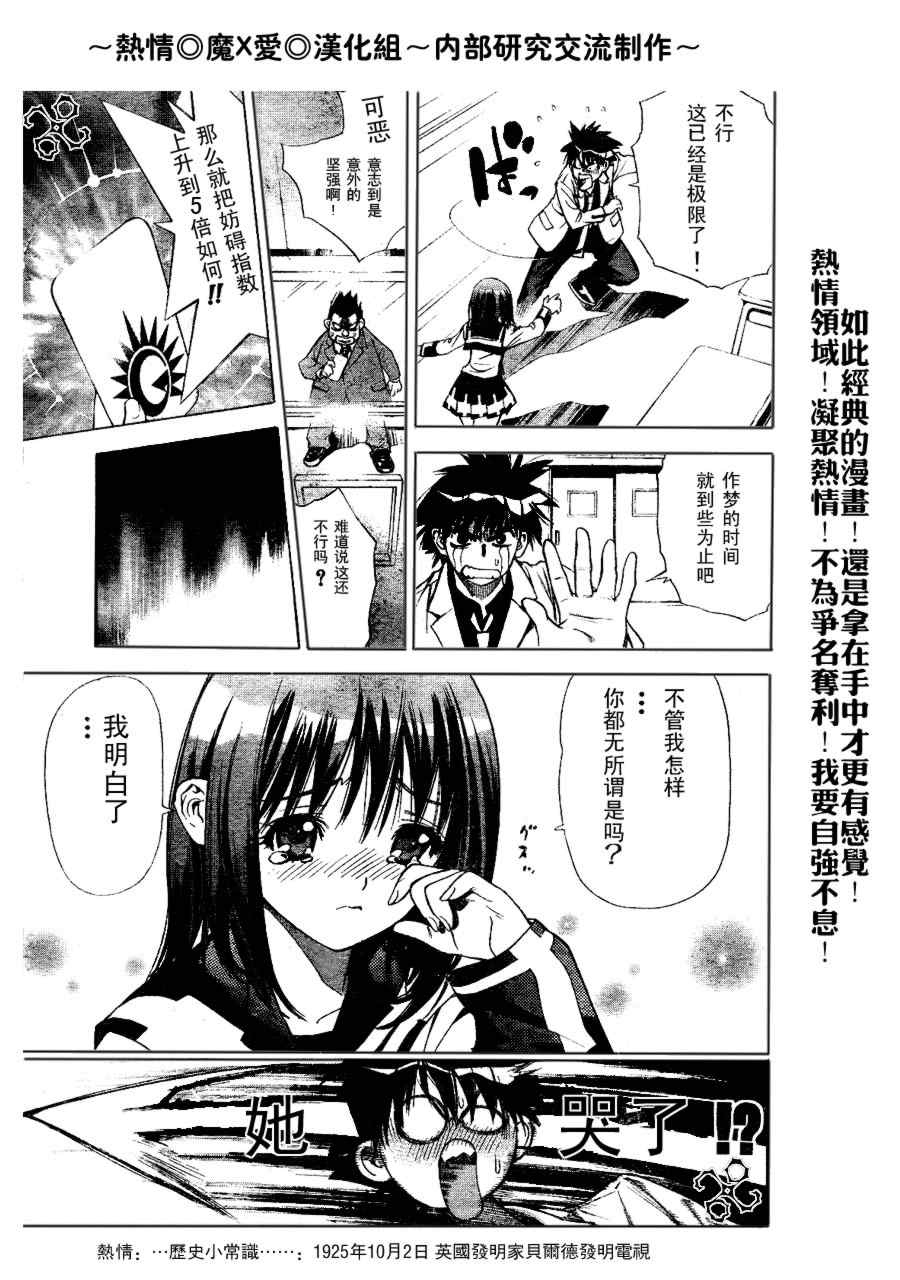 ～熱情◎魔X愛◎漢化組～内部研究交流制作～
不行
这已经是极限了！
ばっ
可恶
意志到是
意外的
坚强啊！
那么就把妨碍指数
上升到5倍如何!!
作梦的时间
就到些为止吧
难道说这还
不行吗？
不管我怎样
…
你都无所谓是吗？
グズ…
我明白了
…
她哭了!?
如此經典的漫畫！還是拿在手中才更有感覺！
熱情領域！凝聚熱情！不為爭名奪利！我要自強不息！
熱情：…歷史小常識……：1925年10月2日 英國發明家貝爾德發明電視